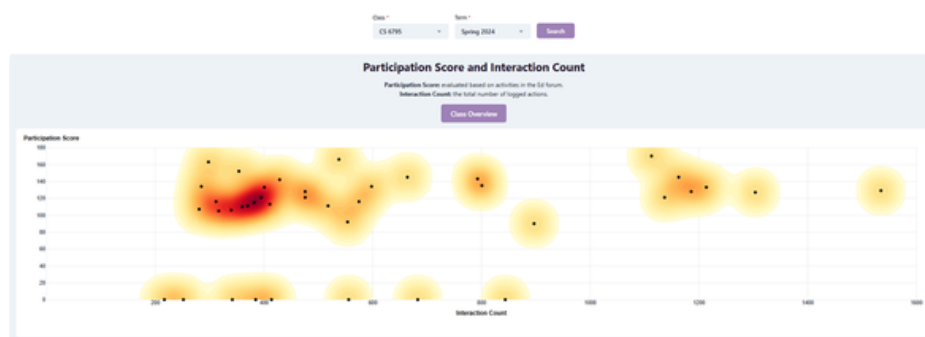 Class *
Term *
CS 6795
Spring 2024
Search
Participation Score and Interaction Count
Participation Score: evaluated based on activities in the Ed forum.
Interaction Count: the total number of logged actions.
Class Overview
Participation Score
180
160
140
120
100
80
60
40
20
0
200
400
600
800
1000
1200
1400
1600
Interaction Count